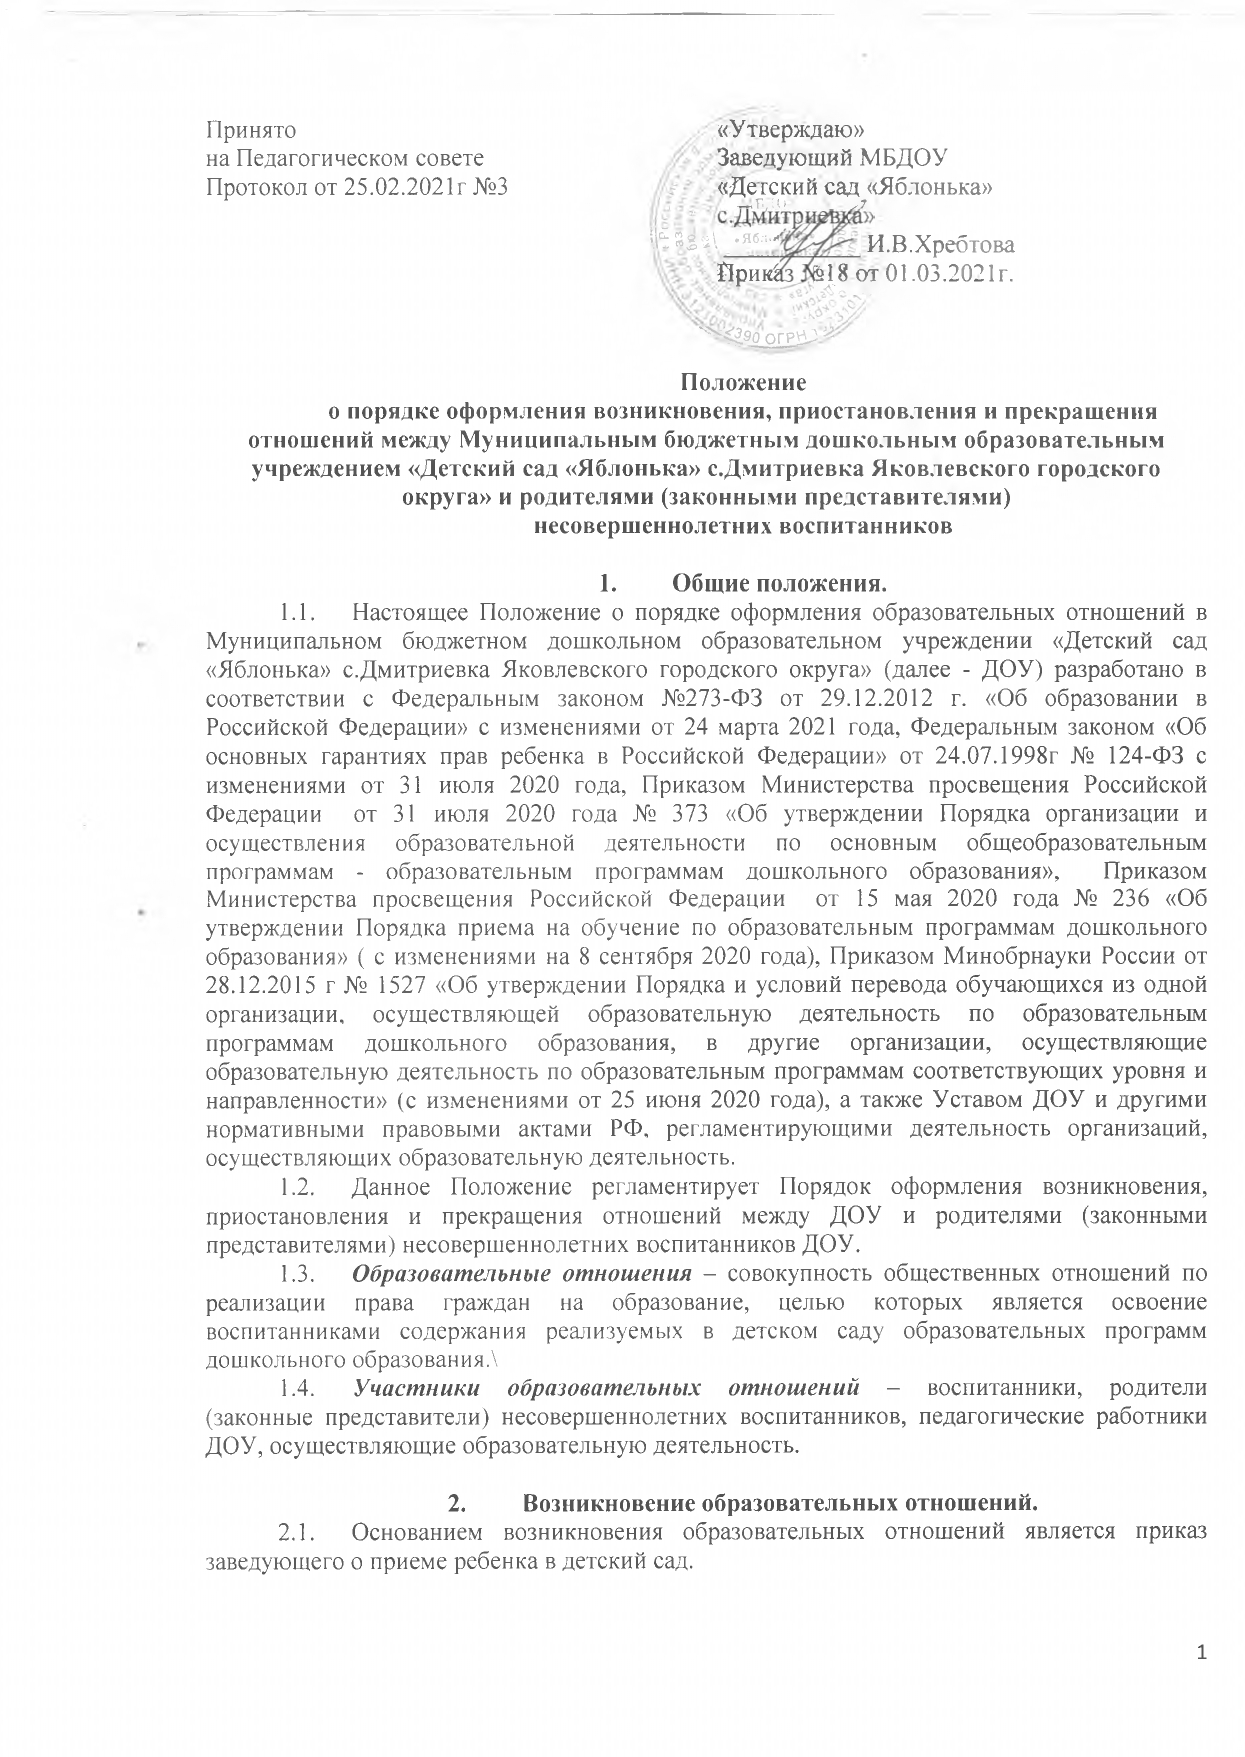 Принято
на Педагогическом совете
Протокол от 25.02.2021г №3
«Утверждаю»
Заведующий МБДОУ
«Детский сад «Яблонька»
с.Дмитриевка»
И.В.Хребтова
Приказ №18 от 01.03.2021г.
ИНН 3121002390 ОГРН
Положение
о порядке оформления возникновения, приостановления и прекращения
отношений между Муниципальным бюджетным дошкольным образовательным
учреждением «Детский сад «Яблонька» с.Дмитриевка Яковлевского городского
округа» и родителями (законными представителями)
несовершеннолетних воспитанников
1. Общие положения.
1.1. Настоящее Положение о порядке оформления образовательных отношений в
Муниципальном бюджетном дошкольном образовательном учреждении «Детский сад
«Яблонька» с.Дмитриевка Яковлевского городского округа» (далее - ДОУ) разработано в
соответствии с Федеральным законом №273-ФЗ от 29.12.2012 г. «Об образовании в
Российской Федерации» с изменениями от 24 марта 2021 года, Федеральным законом «Об
основных гарантиях прав ребенка в Российской Федерации» от 24.07.1998г № 124-ФЗ с
изменениями от 31 июля 2020 года, Приказом Министерства просвещения Российской
Федерации от 31 июля 2020 года № 373 «Об утверждении Порядка организации и
осуществления образовательной деятельности по основным общеобразовательным
программам - образовательным программам дошкольного образования», Приказом
Министерства просвещения Российской Федерации от 15 мая 2020 года № 236 «Об
утверждении Порядка приема на обучение по образовательным программам дошкольного
образования» ( с изменениями на 8 сентября 2020 года), Приказом Минобрнауки России от
28.12.2015 г № 1527 «Об утверждении Порядка и условий перевода обучающихся из одной
организации, осуществляющей образовательную деятельность по образовательным
программам дошкольного образования, в другие организации, осуществляющие
образовательную деятельность по образовательным программам соответствующих уровня и
направленности» (с изменениями от 25 июня 2020 года), а также Уставом ДОУ и другими
нормативными правовыми актами РФ, регламентирующими деятельность организаций,
осуществляющих образовательную деятельность.
1.2. Данное Положение регламентирует Порядок оформления возникновения,
приостановления и прекращения отношений между ДОУ и родителями (законными
представителями) несовершеннолетних воспитанников ДОУ.
1.3. Образовательные отношения – совокупность общественных отношений по
реализации права граждан на образование, целью которых является освоение
воспитанниками содержания реализуемых в детском саду образовательных программ
дошкольного образования.\
1.4. Участники образовательных отношений – воспитанники, родители
(законные представители) несовершеннолетних воспитанников, педагогические работники
ДОУ, осуществляющие образовательную деятельность.
2. Возникновение образовательных отношений.
2.1. Основанием возникновения образовательных отношений является приказ
заведующего о приеме ребенка в детский сад.
1